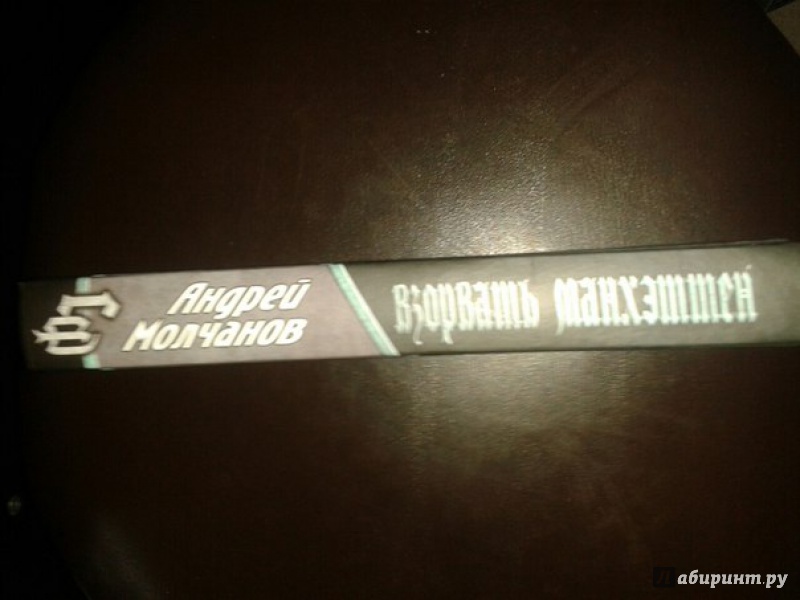 Андрей
Молчанов
Взорвать Манхэттен
Лабиринт.ру